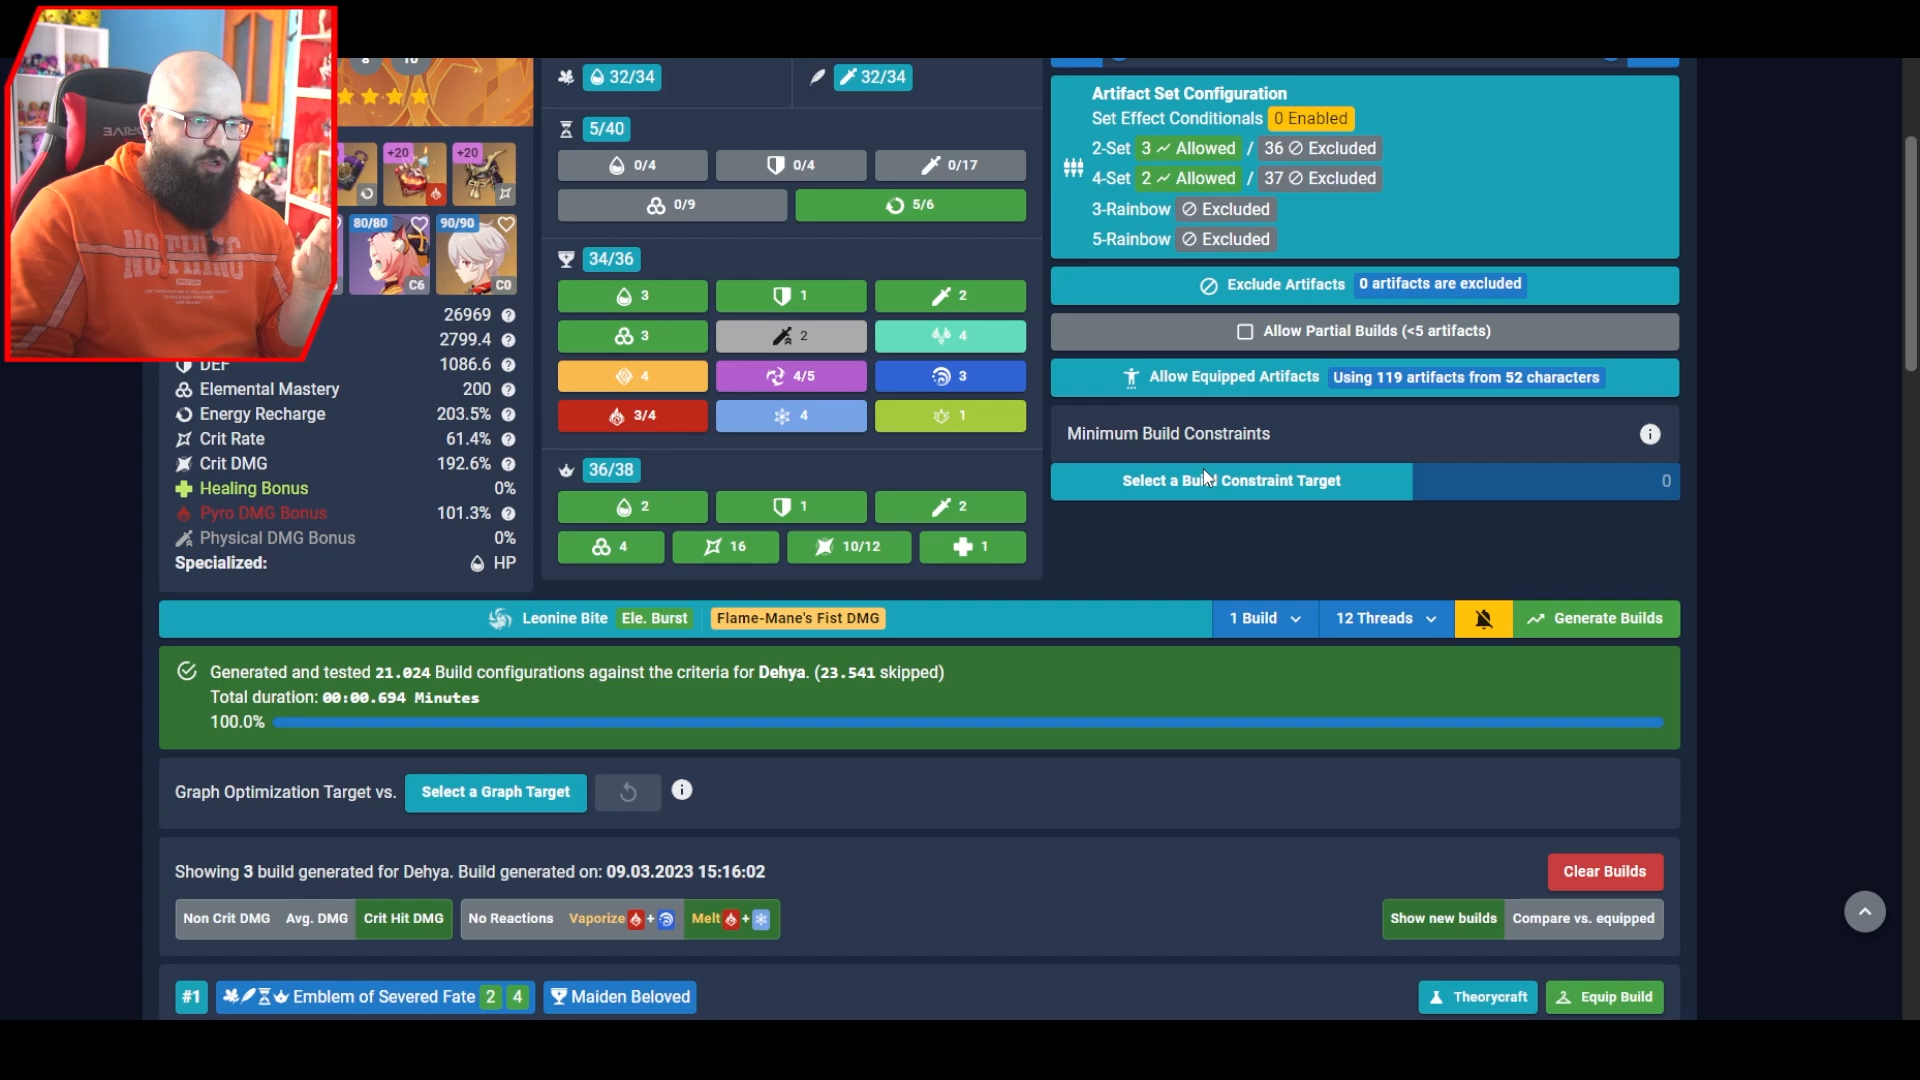 8 10
32/34
32/34
+20 +20
5/40
0/4
0/4
0/17
0/9
5/6
80/80
C6
90/90
C0
34/36
3
1
2
3
2
4
4
4/5
3
3/4
4
1
36/38
2
1
2
4
16
10/12
1
26969
2799.4
DEF 1086.6
Elemental Mastery 200
Energy Recharge 203.5%
Crit Rate 61.4%
Crit DMG 192.6%
Healing Bonus 0%
Pyro DMG Bonus 101.3%
Physical DMG Bonus 0%
Specialized: HP
Artifact Set Configuration
Set Effect Conditionals 0 Enabled
2-Set 3 Allowed / 36 Excluded
4-Set 2 Allowed / 37 Excluded
3-Rainbow Excluded
5-Rainbow Excluded
Exclude Artifacts 0 artifacts are excluded
Allow Partial Builds (<5 artifacts)
Allow Equipped Artifacts Using 119 artifacts from 52 characters
Minimum Build Constraints
Select a Build Constraint Target 0
Leonine Bite Ele. Burst Flame-Mane's Fist DMG 1 Build 12 Threads Generate Builds
Generated and tested 21.024 Build configurations against the criteria for Dehya. (23.541 skipped)
Total duration: 00:00.694 Minutes
100.0%
Graph Optimization Target vs. Select a Graph Target
Showing 3 build generated for Dehya. Build generated on: 09.03.2023 15:16:02 Clear Builds
Non Crit DMG Avg. DMG Crit Hit DMG No Reactions Vaporize + Melt + Show new builds Compare vs. equipped
#1 Emblem of Severed Fate 2 4 Maiden Beloved Theorycraft Equip Build
NOTHING